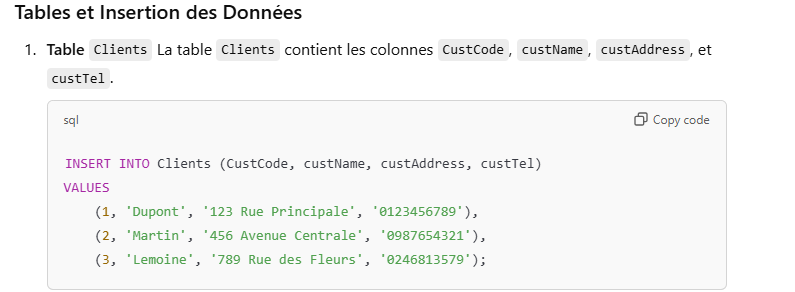 Tables et Insertion des Données
1. Table Clients La table Clients contient les colonnes CustCode, custName, custAddress, et
custTel.
sql
Copy code
INSERT INTO Clients (CustCode, custName, custAddress, custTel)
VALUES
(1, 'Dupont', '123 Rue Principale', '0123456789'),
(2, 'Martin', '456 Avenue Centrale', '0987654321'),
(3, 'Lemoine', '789 Rue des Fleurs', '0246813579');